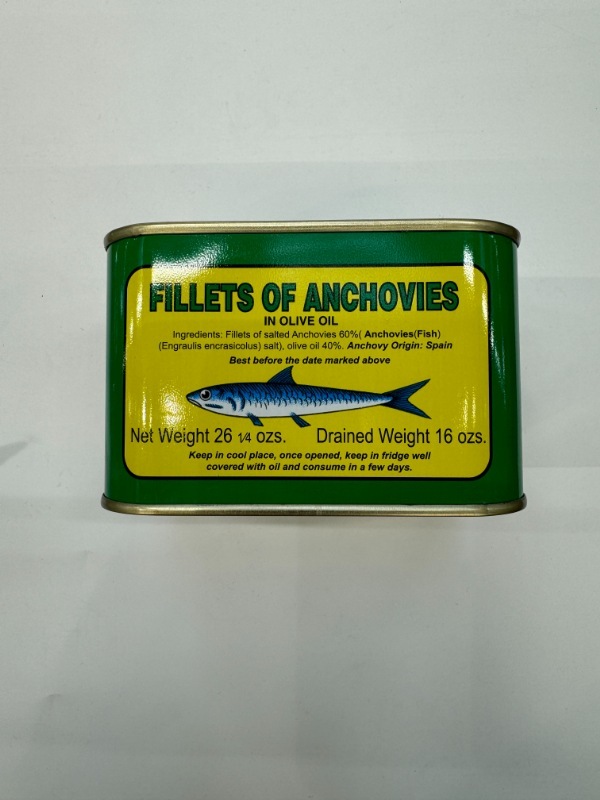 FILLETS OF ANCHOVIES
IN OLIVE OIL
Ingredients: Fillets of salted Anchovies 60%( Anchovies(Fish)
(Engraulis encrasicolus) salt), olive oil 40%. Anchovy Origin: Spain
Best before the date marked above
Net Weight 26 1/4 ozs. Drained Weight 16 ozs.
Keep in cool place, once opened, keep in fridge well
covered with oil and consume in a few days.